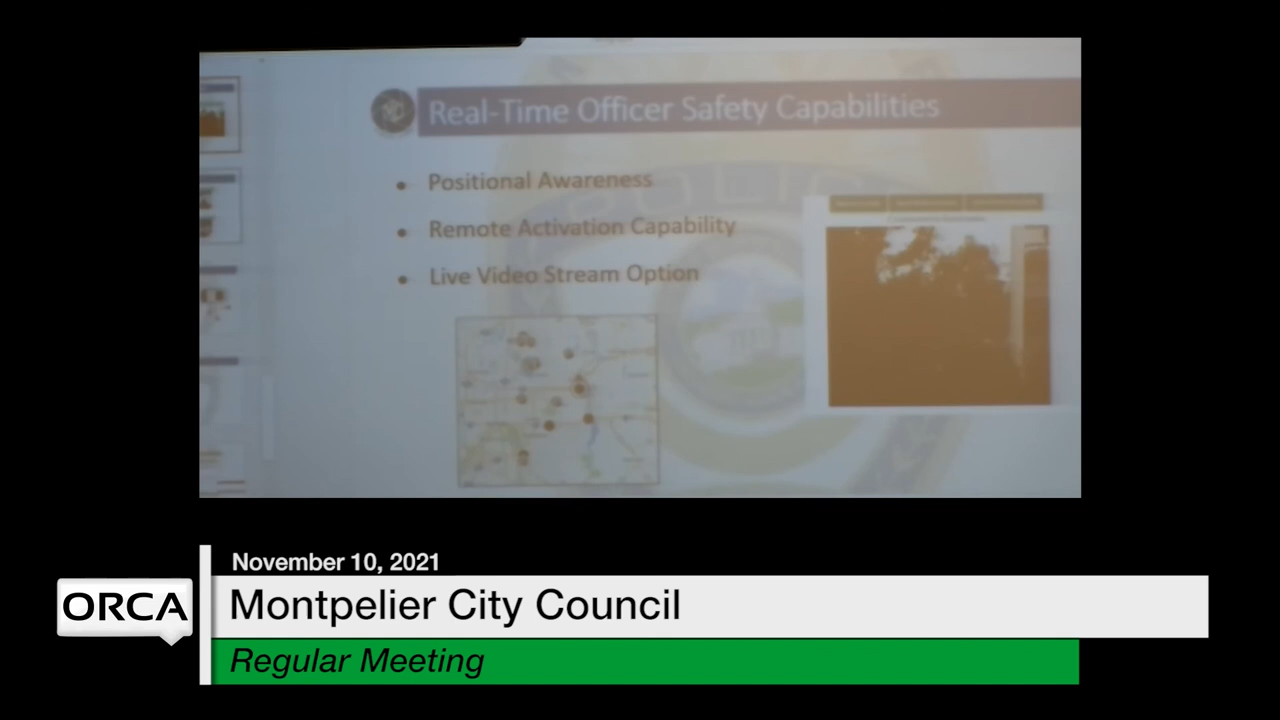 Real-Time Officer Safety Capabilities
• Positional Awareness
• Remote Activation Capability
• Live Video Stream Option
POLICE
November 10, 2021
ORCA
Montpelier City Council
Regular Meeting